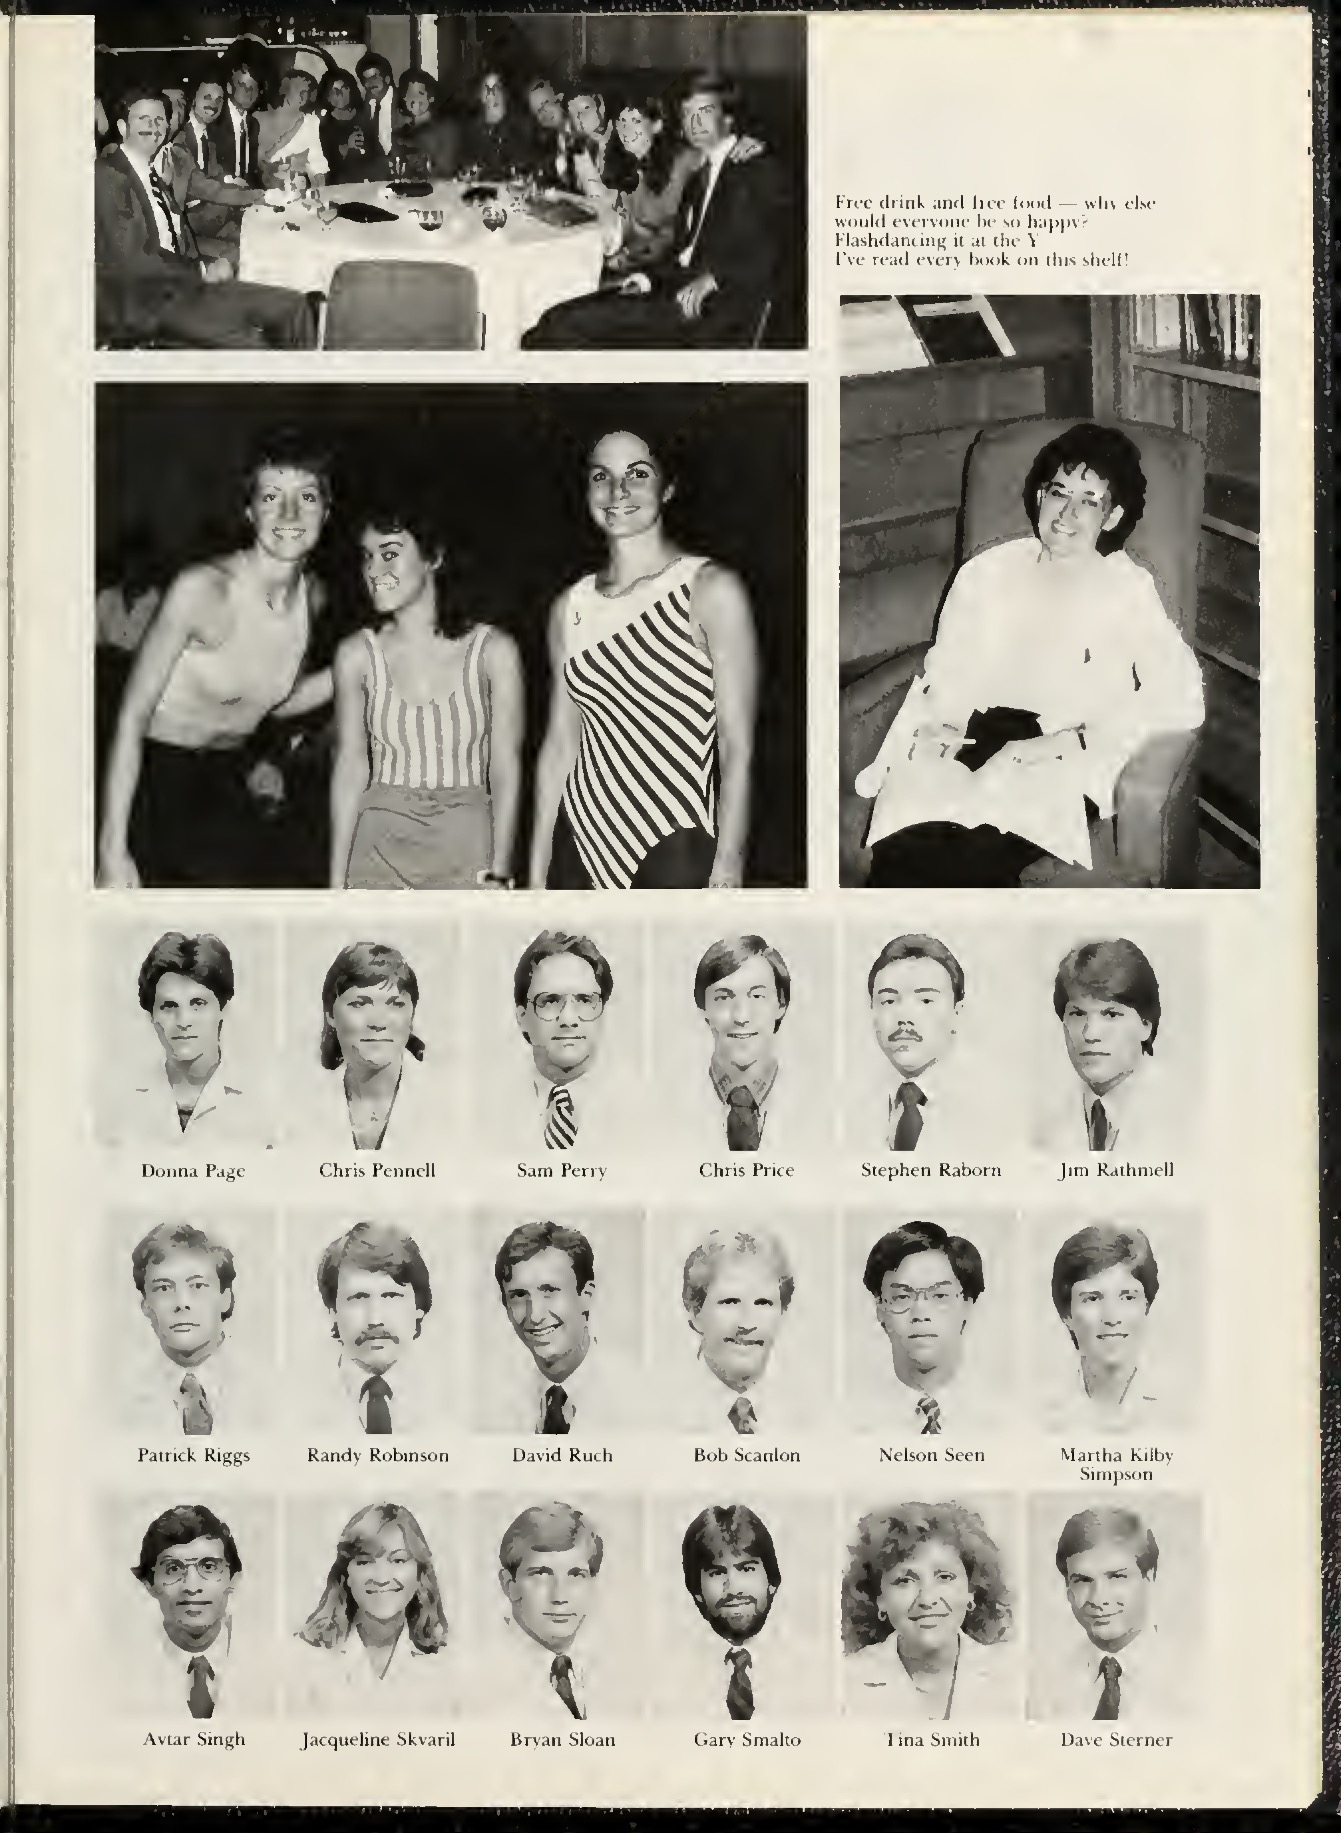 Free drink and free food — why else
would everyone be so happy?
Flashdancing it at the Y
I've read every book on this shelf!
Donna Page
Chris Pennell
Sam Perry
Chris Price
Stephen Raborn
Jim Rathmell
Patrick Riggs
Randy Robinson
David Ruch
Bob Scanlon
Nelson Seen
Martha Kilby
Simpson
Avtar Singh
Jacqueline Skvaril
Bryan Sloan
Gary Smalto
Tina Smith
Dave Sterner